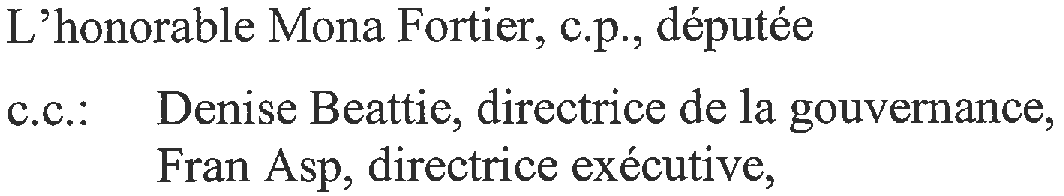 L’honorable Mona Fortier, c.p., députée
c.c.: Denise Beattie, directrice de la gouvernance,
Fran Asp, directrice exécutive,